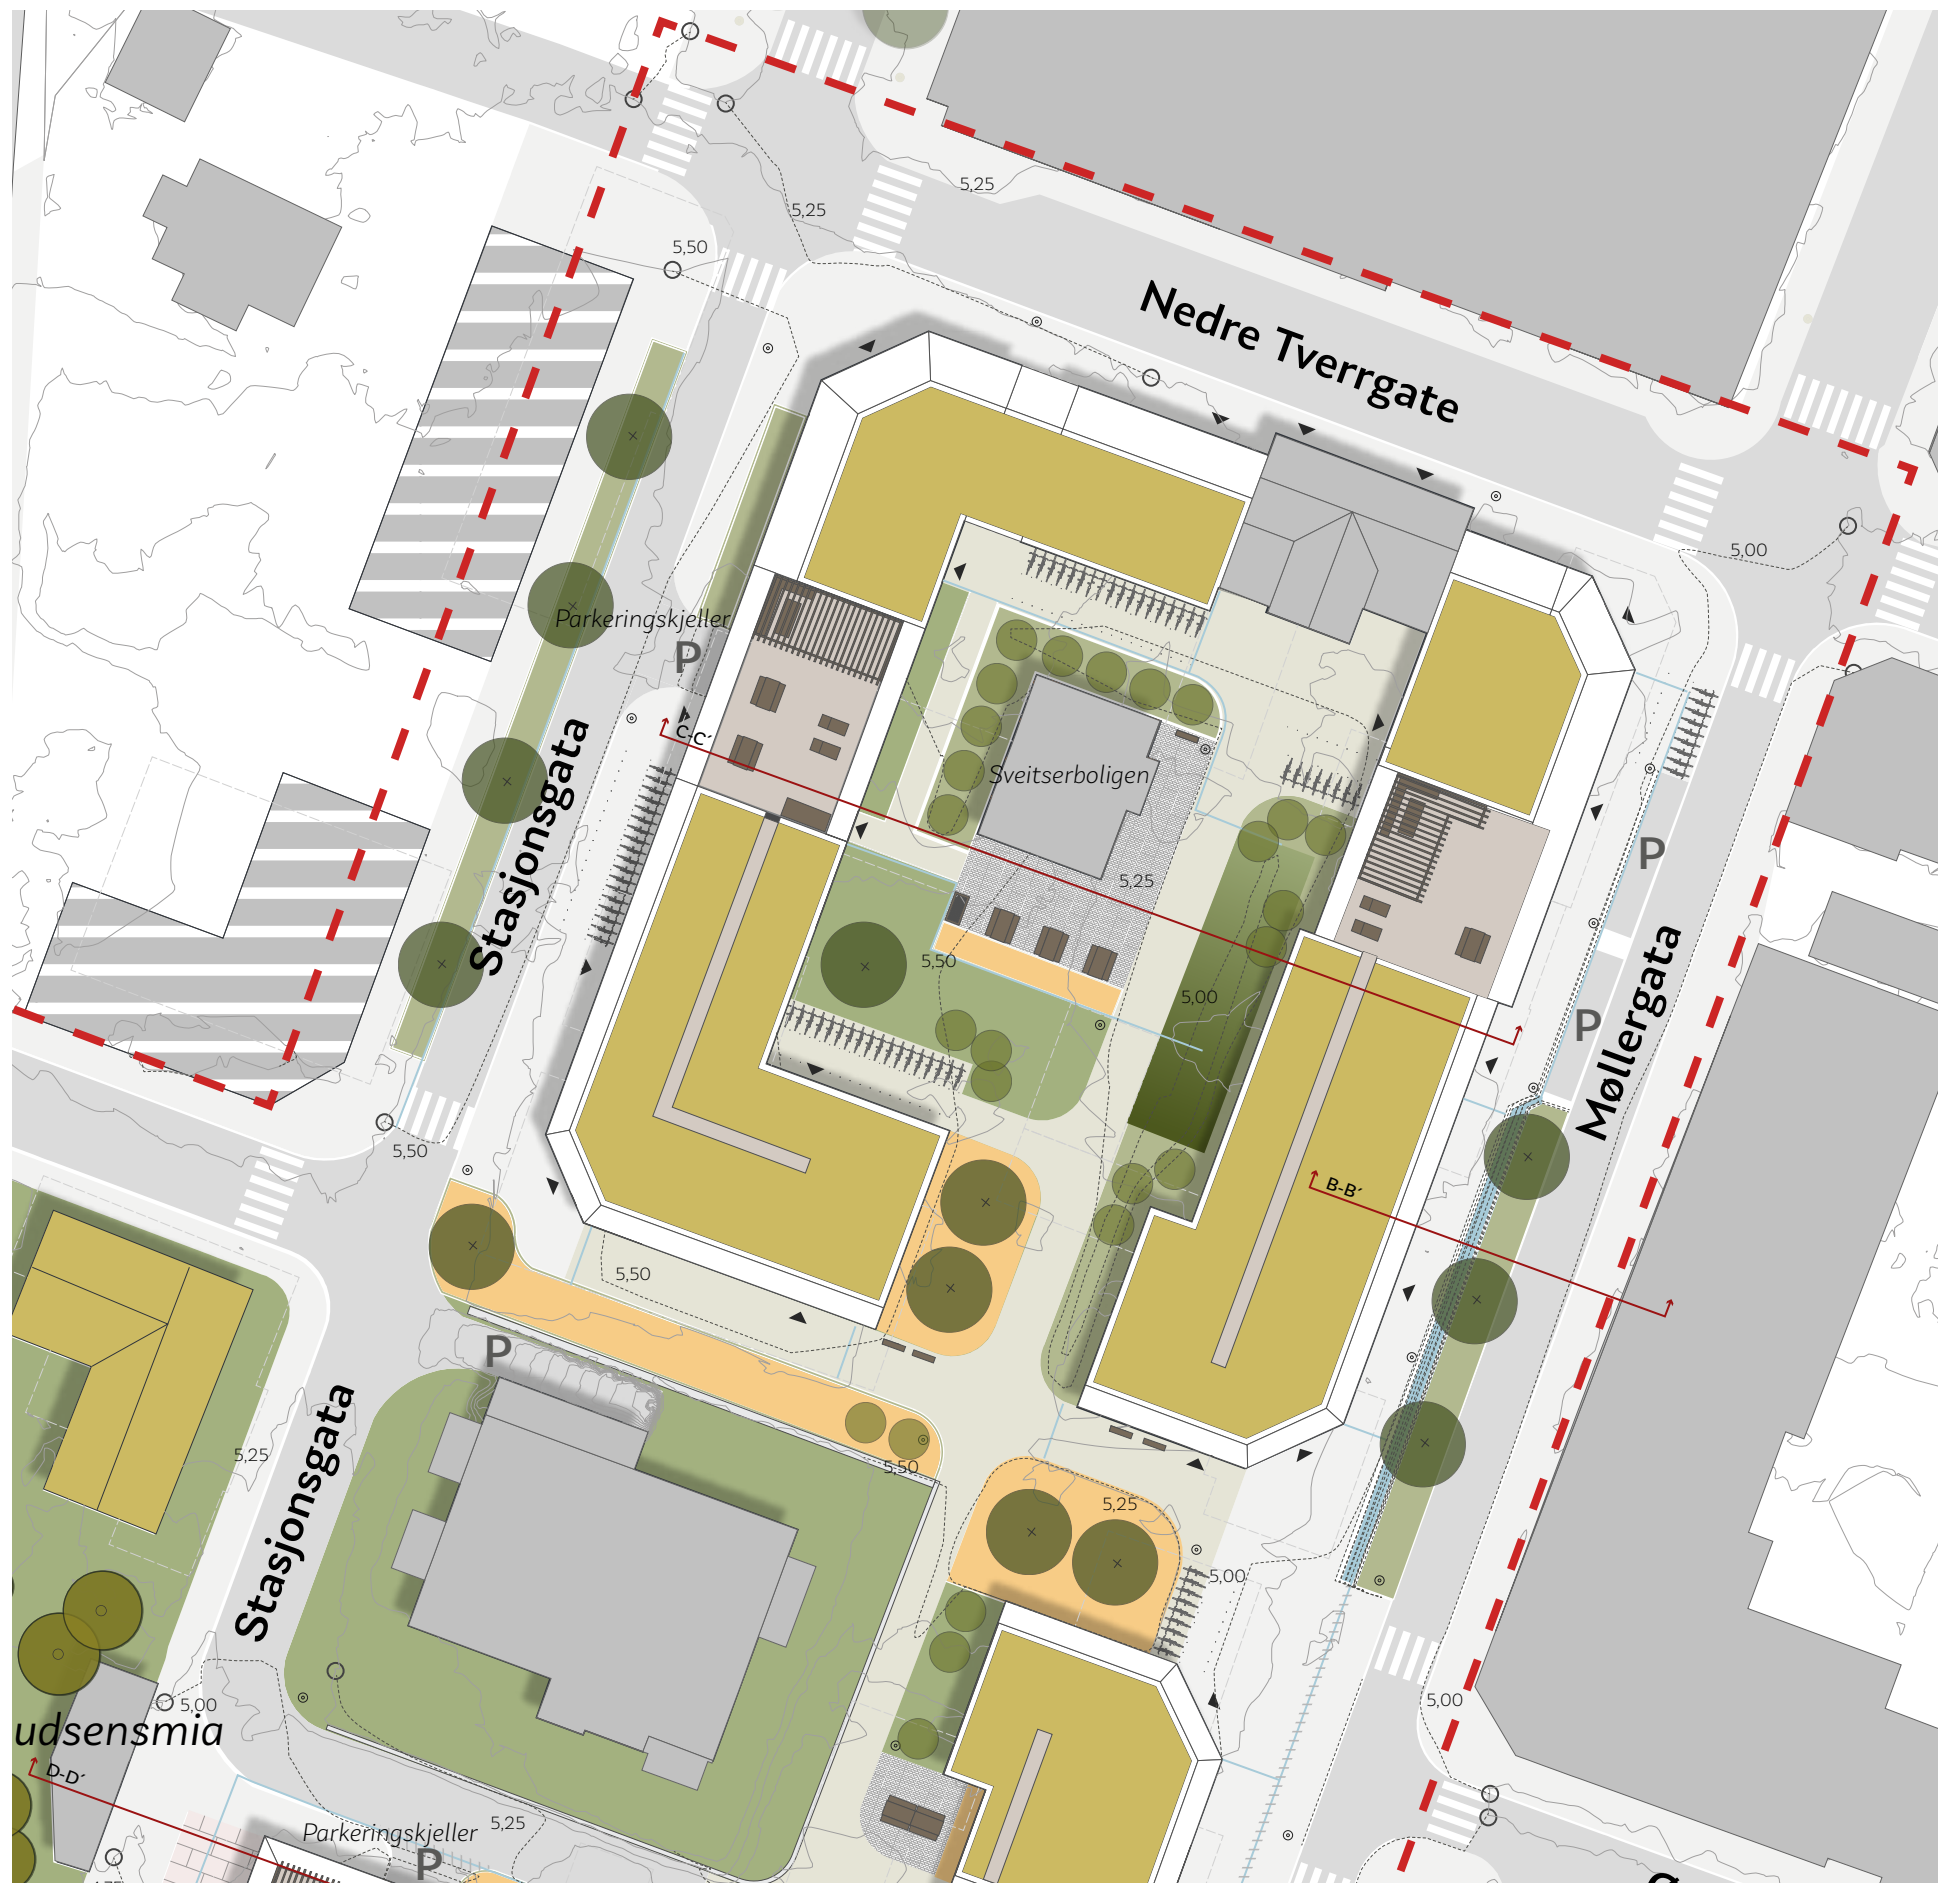 5,25
5,25
5,50
Nedre Tverrgate
5,00
Parkeringskjeller
P
C-C´
Sveitserboligen
Stasjonsgata
P
5,25
5,50
5,00
P
Møllergata
5,50
B-B´
5,50
P
5,25
5,50
5,25
Stasjonsgata
5,00
5,00
5,00
udsensmia
D-D´
5,25
Parkeringskjeller
P